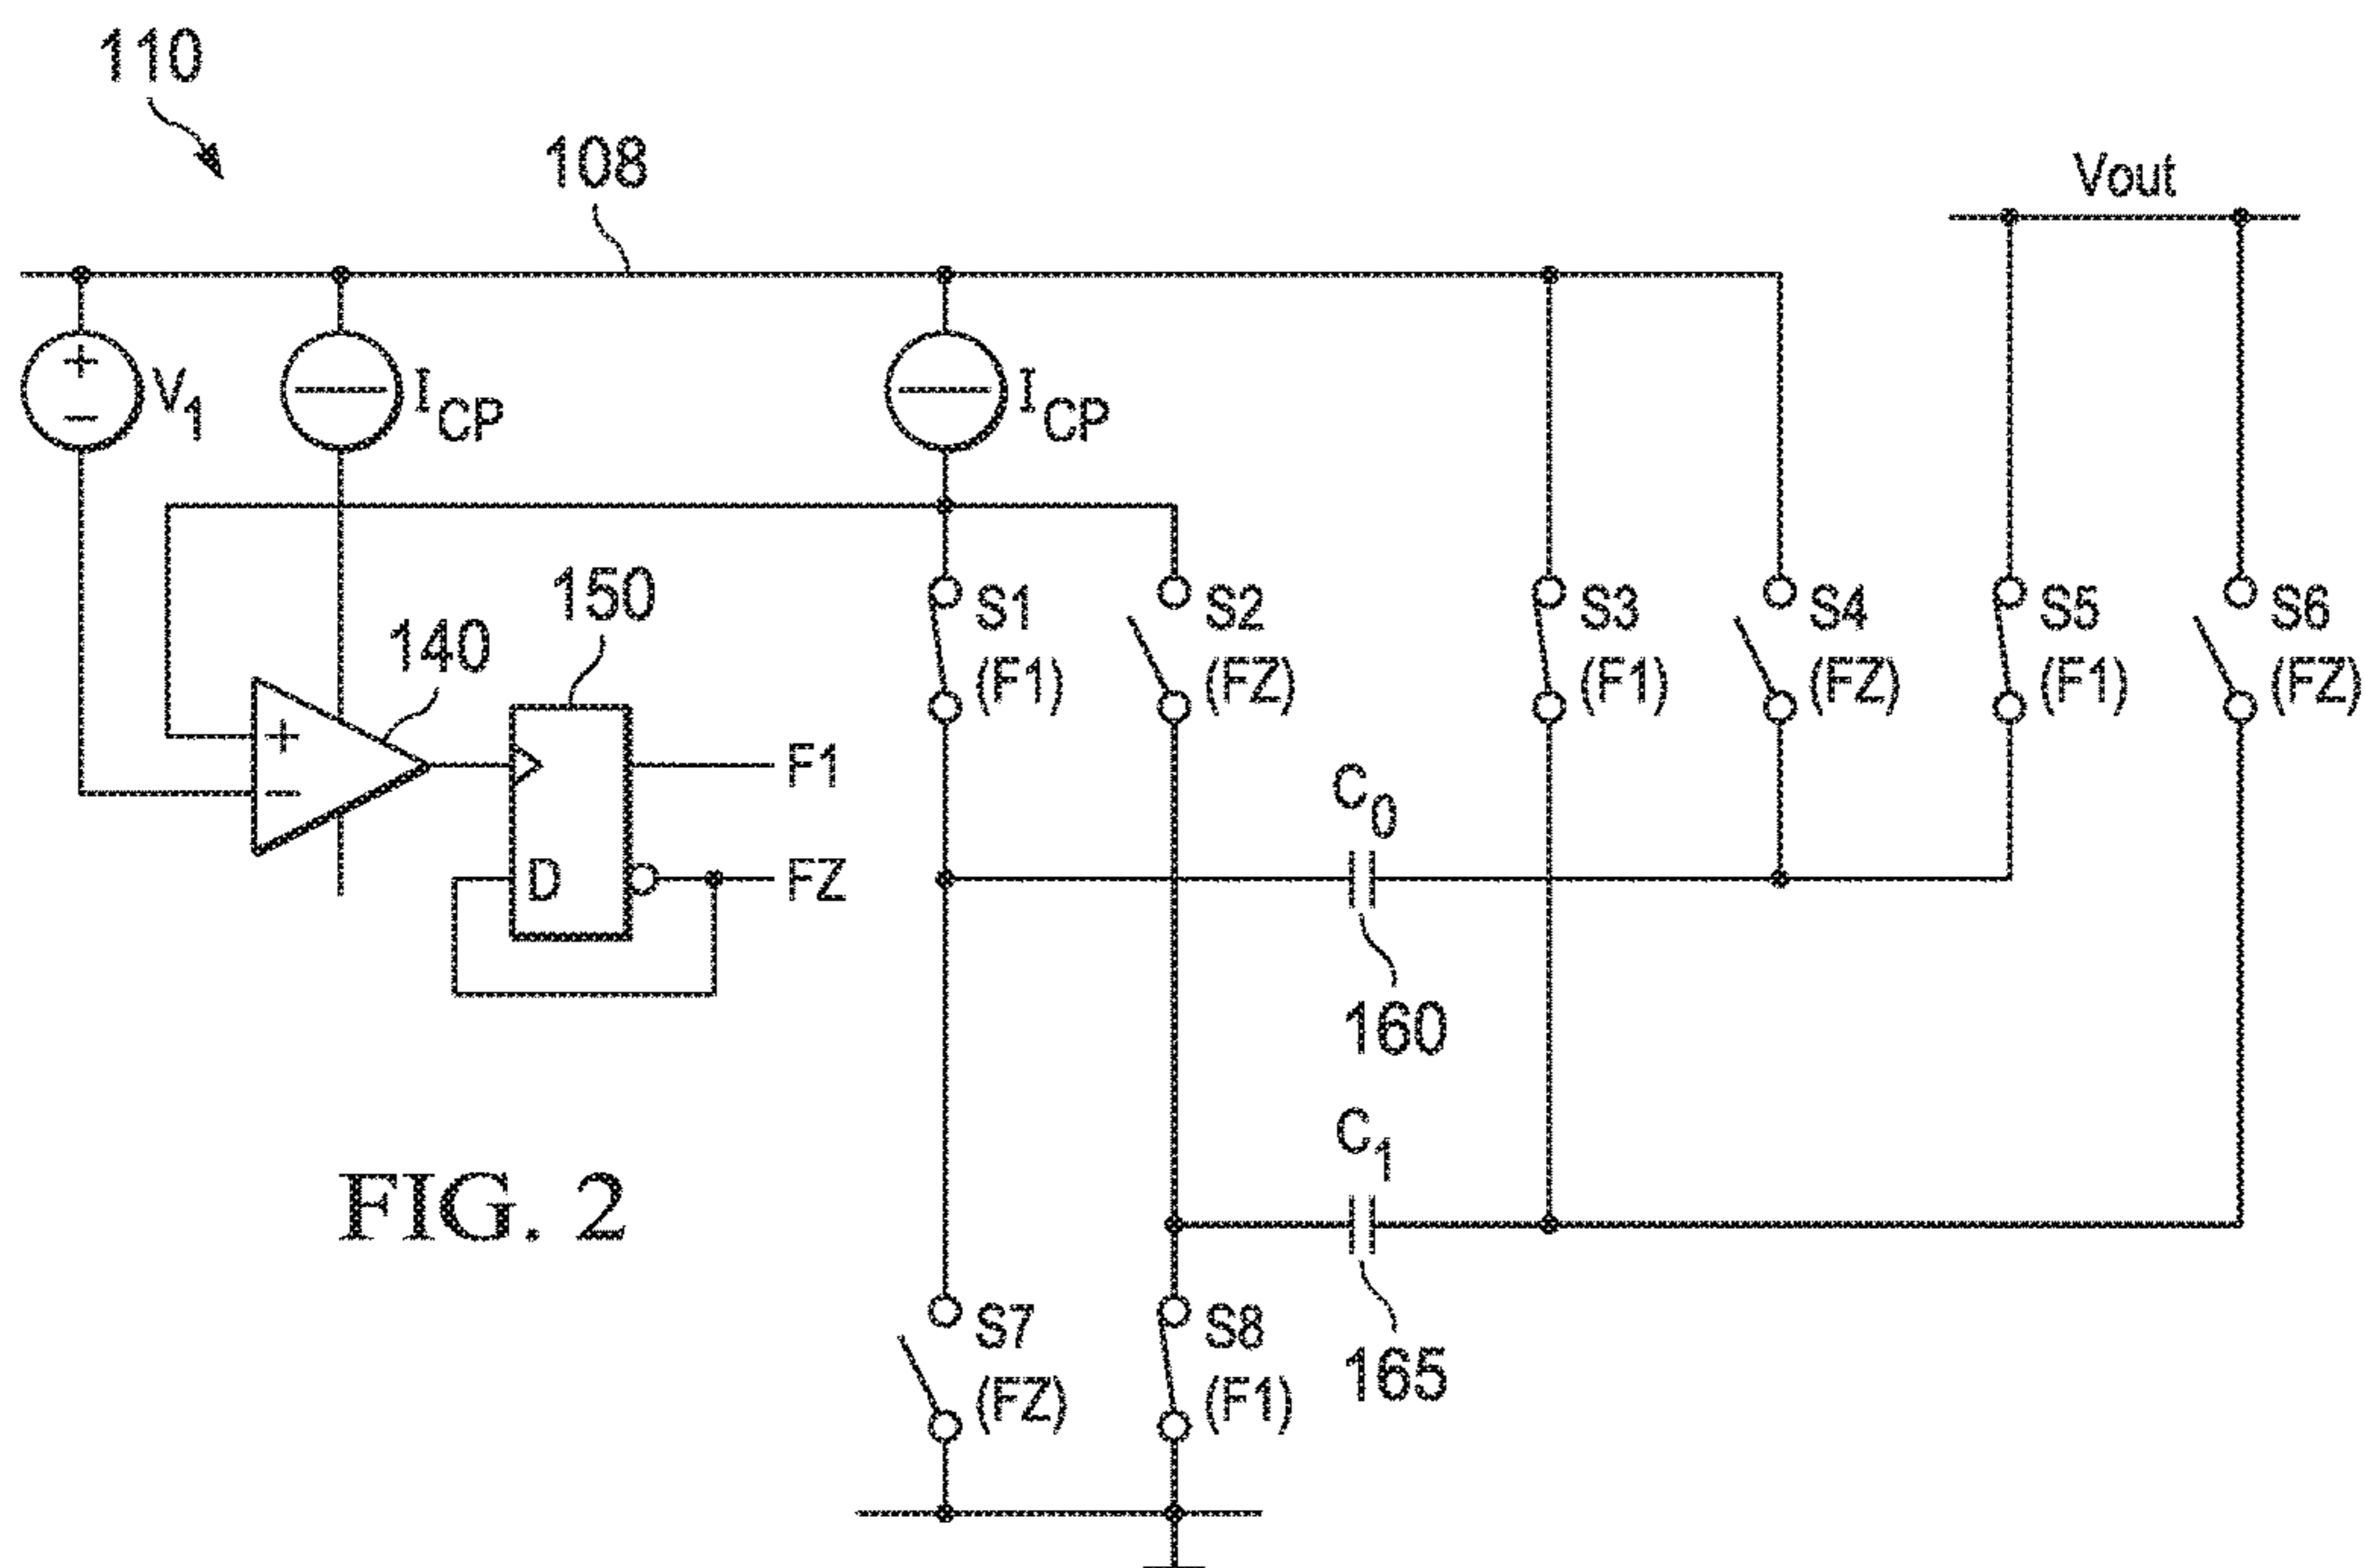 110
108
Vout
+
−
V1
ICP
ICP
150
140
+
−
D
F1
FZ
S1
(F1)
S2
(FZ)
S3
(F1)
S4
(FZ)
S5
(F1)
S6
(FZ)
C0
160
C1
165
S7
(FZ)
S8
(F1)
FIG. 2